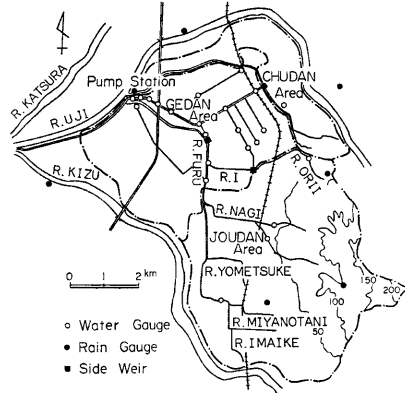 R. KATSURA
Pump Station
CHUDAN
Area
R. UJI
GEDAN
Area
R. KIZU
R. FURU
R. I
R. ORII
R. NAGI
JOUDAN
Area
R. YOMETSUKE
150
200
100
0 1 2 km
Water Gauge
Rain Gauge
Side Weir
R. MIYANOTANI
50
R. IMAIKE